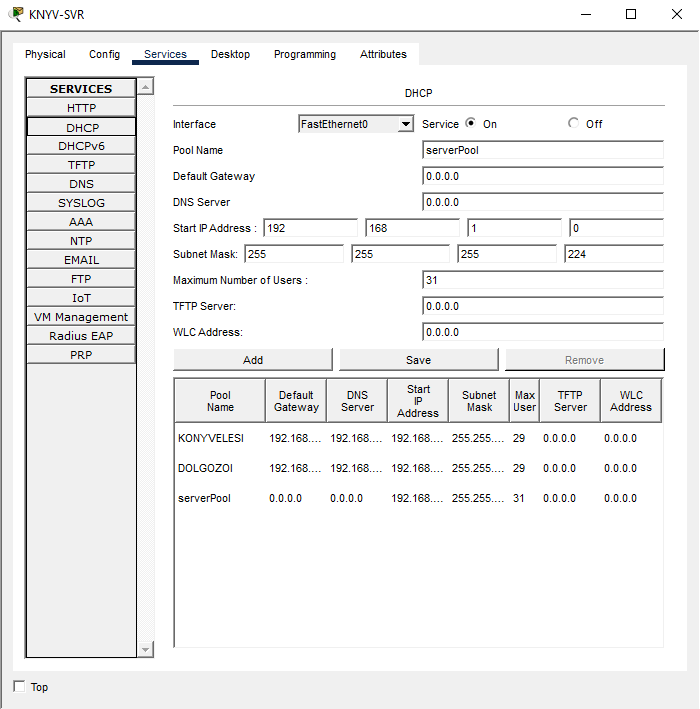 KNYV-SVR
Physical Config Services Desktop Programming Attributes
SERVICES
HTTP
DHCP
DHCPv6
TFTP
DNS
SYSLOG
AAA
NTP
EMAIL
FTP
IoT
VM Management
Radius EAP
PRP
DHCP
Interface FastEthernet0 Service On Off
Pool Name serverPool
Default Gateway 0.0.0.0
DNS Server 0.0.0.0
Start IP Address : 192 168 1 0
Subnet Mask: 255 255 255 224
Maximum Number of Users : 31
TFTP Server: 0.0.0.0
WLC Address: 0.0.0.0
Add Save Remove
Pool Name Default Gateway DNS Server Start IP Address Subnet Mask Max User TFTP Server WLC Address
KONYVELESI 192.168.... 192.168.... 192.168.... 255.255.... 29 0.0.0.0 0.0.0.0
DOLGOZOI 192.168.... 192.168.... 192.168.... 255.255.... 29 0.0.0.0 0.0.0.0
serverPool 0.0.0.0 0.0.0.0 192.168.... 255.255.... 31 0.0.0.0 0.0.0.0
Top